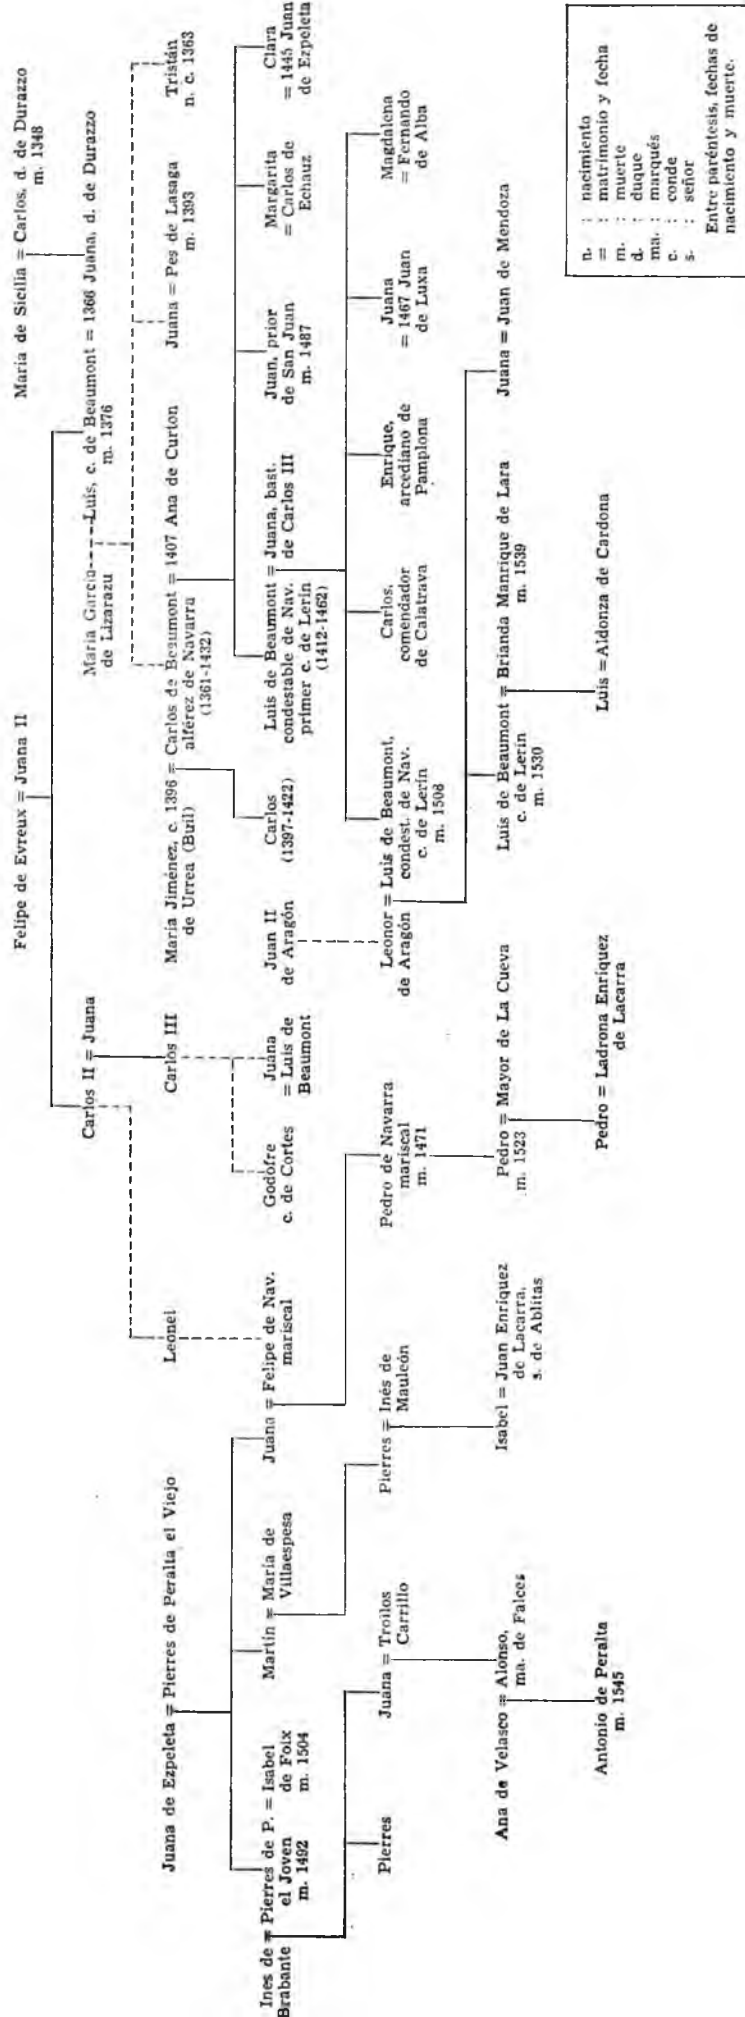 Felipe de Evreux = Juana II
María de Sicilia = Carlos, d. de Durazzo
m. 1348
Carlos II = Juana
María García-----Luis, c. de Beaumont = 1366 Juana, d. de Durazzo
de Lizarazu
m. 1376
Juana de Ezpeleta = Pierres de Peralta el Viejo
Leonel
Carlos III
María Jiménez, c. 1396 = Carlos de Beaumont = 1407 Ana de Curton
de Urrea (Buil)
alférez de Navarra
(1361-1432)
Juana = Pes de Lasaga
m. 1393
Tristán
n. c. 1363
Ines de = Pierres de P. = Isabel
Brabante
el Joven
de Foix
m. 1492
m. 1504
Martín = María de
Villaespesa
Juana = Felipe de Nav.
mariscal
Godofre
c. de Cortes
Juana
= Luis de
Beaumont
Juan II
de Aragón
Carlos
(1397-1422)
Luis de Beaumont = Juana, bast.
condestable de Nav.
de Carlos III
primer c. de Lerín
(1412-1462)
Juan, prior
de San Juan
m. 1487
Margarita
= Carlos de
Echauz
Clara
= 1445 Juan
de Ezpeleta
Pierres
Juana = Troilos
Carrillo
Pierres = Inés de
Mauleón
Pedro de Navarra
mariscal
m. 1471
Leonor = Luis de Beaumont,
de Aragón
condest. de Nav.
c. de Lerín
m. 1508
Carlos,
comendador
de Calatrava
Enrique,
arcediano de
Pamplona
Juana
= 1467 Juan
de Luxa
Magdalena
= Fernando
de Alba
Ana de Velasco = Alonso,
ma. de Falces
Isabel = Juan Enríquez
de Lacarra,
s. de Ablitas
Pedro = Mayor de La Cueva
m. 1523
Luis de Beaumont = Brianda Manrique de Lara
c. de Lerín
m. 1530
m. 1539
Juana = Juan de Mendoza
Antonio de Peralta
m. 1545
Pedro = Ladrona Enríquez
de Lacarra
Luis = Aldonza de Cardona
n. : nacimiento
= : matrimonio y fecha
m. : muerte
d. : duque
ma. : marqués
c. : conde
s. : señor
Entre paréntesis, fechas de
nacimiento y muerte.